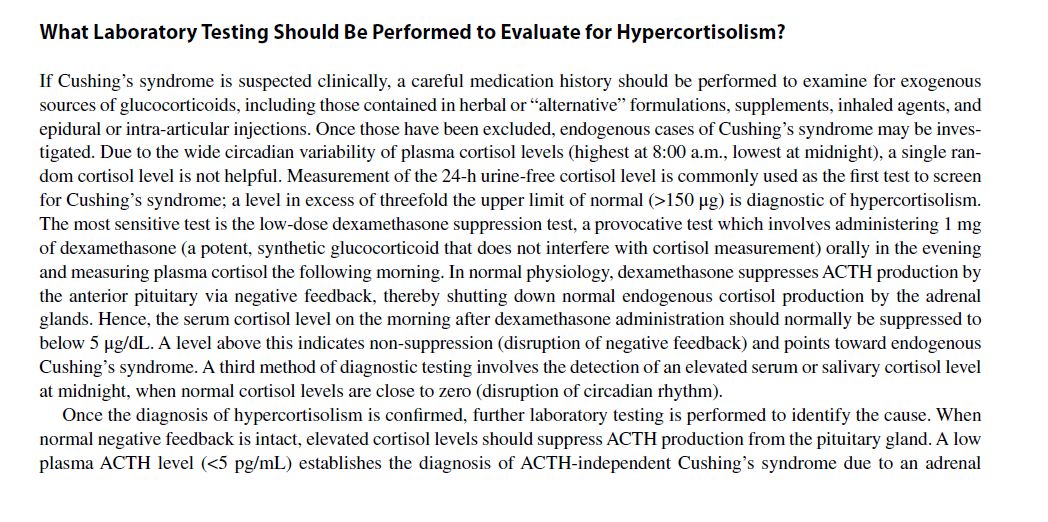 What Laboratory Testing Should Be Performed to Evaluate for Hypercortisolism?
If Cushing’s syndrome is suspected clinically, a careful medication history should be performed to examine for exogenous
sources of glucocorticoids, including those contained in herbal or “alternative” formulations, supplements, inhaled agents, and
epidural or intra-articular injections. Once those have been excluded, endogenous cases of Cushing’s syndrome may be inves-
tigated. Due to the wide circadian variability of plasma cortisol levels (highest at 8:00 a.m., lowest at midnight), a single ran-
dom cortisol level is not helpful. Measurement of the 24-h urine-free cortisol level is commonly used as the first test to screen
for Cushing’s syndrome; a level in excess of threefold the upper limit of normal (>150 μg) is diagnostic of hypercortisolism.
The most sensitive test is the low-dose dexamethasone suppression test, a provocative test which involves administering 1 mg
of dexamethasone (a potent, synthetic glucocorticoid that does not interfere with cortisol measurement) orally in the evening
and measuring plasma cortisol the following morning. In normal physiology, dexamethasone suppresses ACTH production by
the anterior pituitary via negative feedback, thereby shutting down normal endogenous cortisol production by the adrenal
glands. Hence, the serum cortisol level on the morning after dexamethasone administration should normally be suppressed to
below 5 μg/dL. A level above this indicates non-suppression (disruption of negative feedback) and points toward endogenous
Cushing’s syndrome. A third method of diagnostic testing involves the detection of an elevated serum or salivary cortisol level
at midnight, when normal cortisol levels are close to zero (disruption of circadian rhythm).
Once the diagnosis of hypercortisolism is confirmed, further laboratory testing is performed to identify the cause. When
normal negative feedback is intact, elevated cortisol levels should suppress ACTH production from the pituitary gland. A low
plasma ACTH level (<5 pg/mL) establishes the diagnosis of ACTH-independent Cushing’s syndrome due to an adrenal